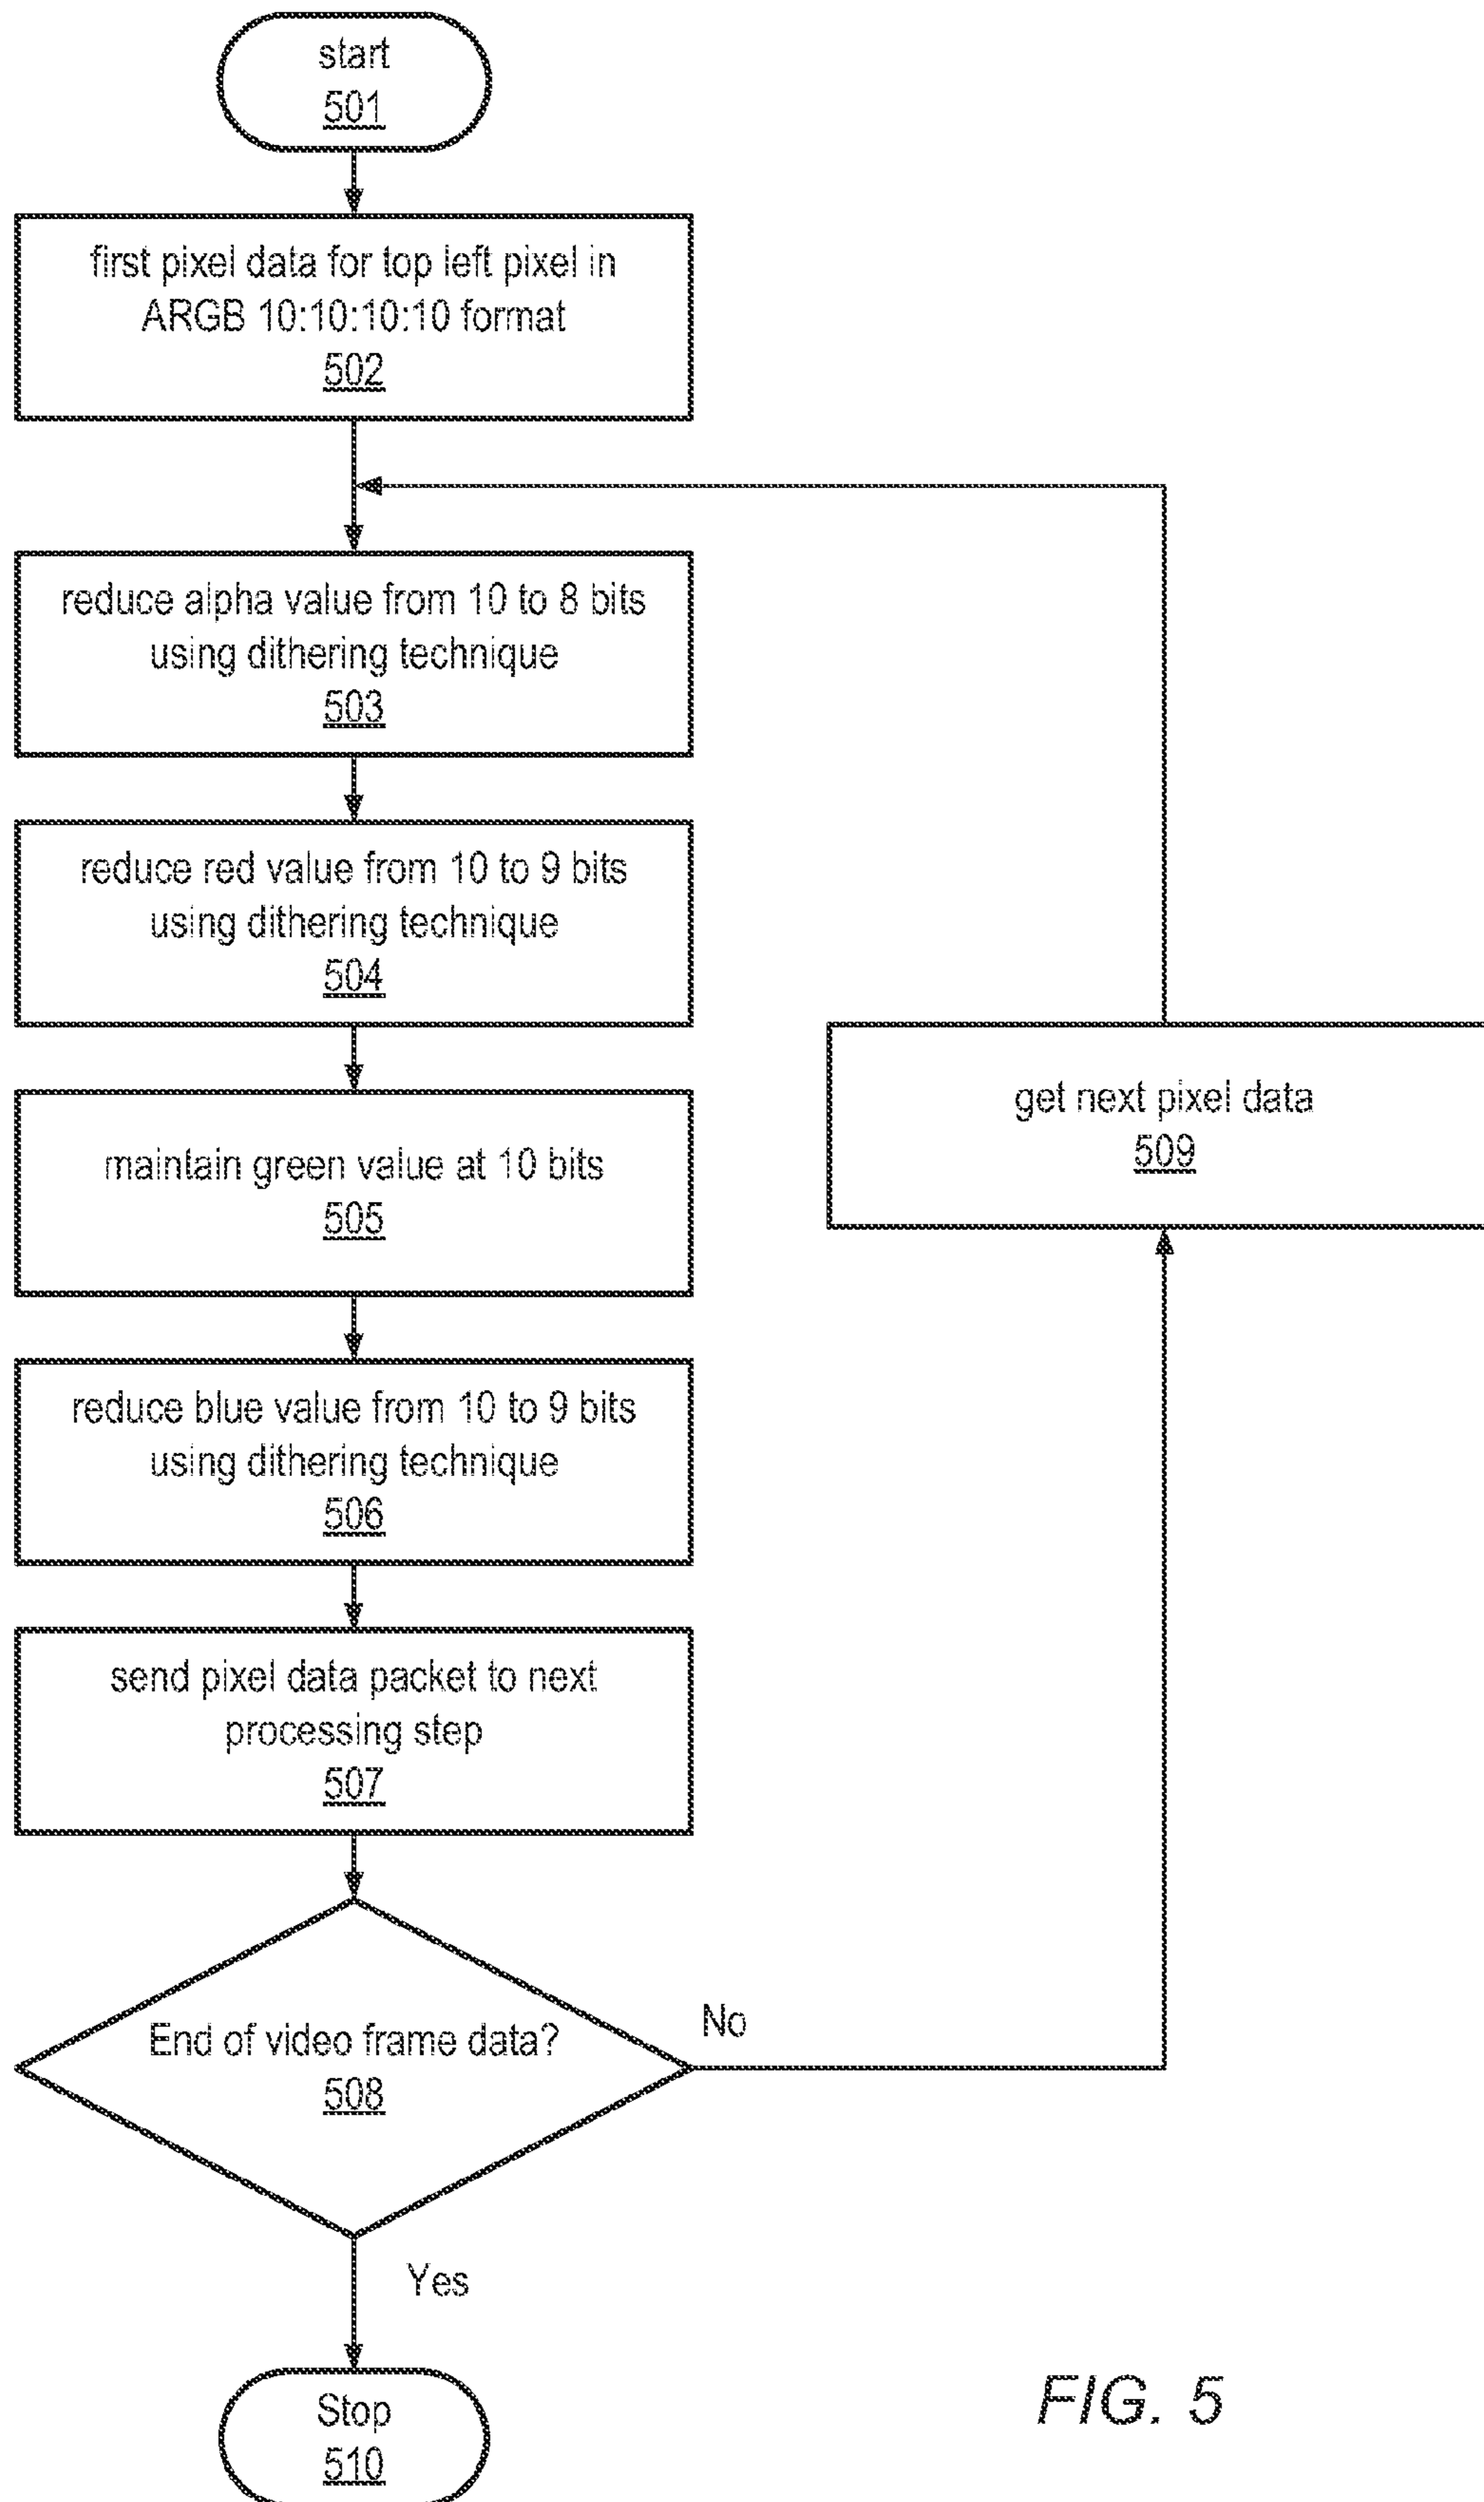 start
501
first pixel data for top left pixel in
ARGB 10:10:10:10 format
502
reduce alpha value from 10 to 8 bits
using dithering technique
503
reduce red value from 10 to 9 bits
using dithering technique
504
maintain green value at 10 bits
505
get next pixel data
509
reduce blue value from 10 to 9 bits
using dithering technique
506
send pixel data packet to next
processing step
507
End of video frame data?
508
No
Yes
Stop
510
FIG. 5